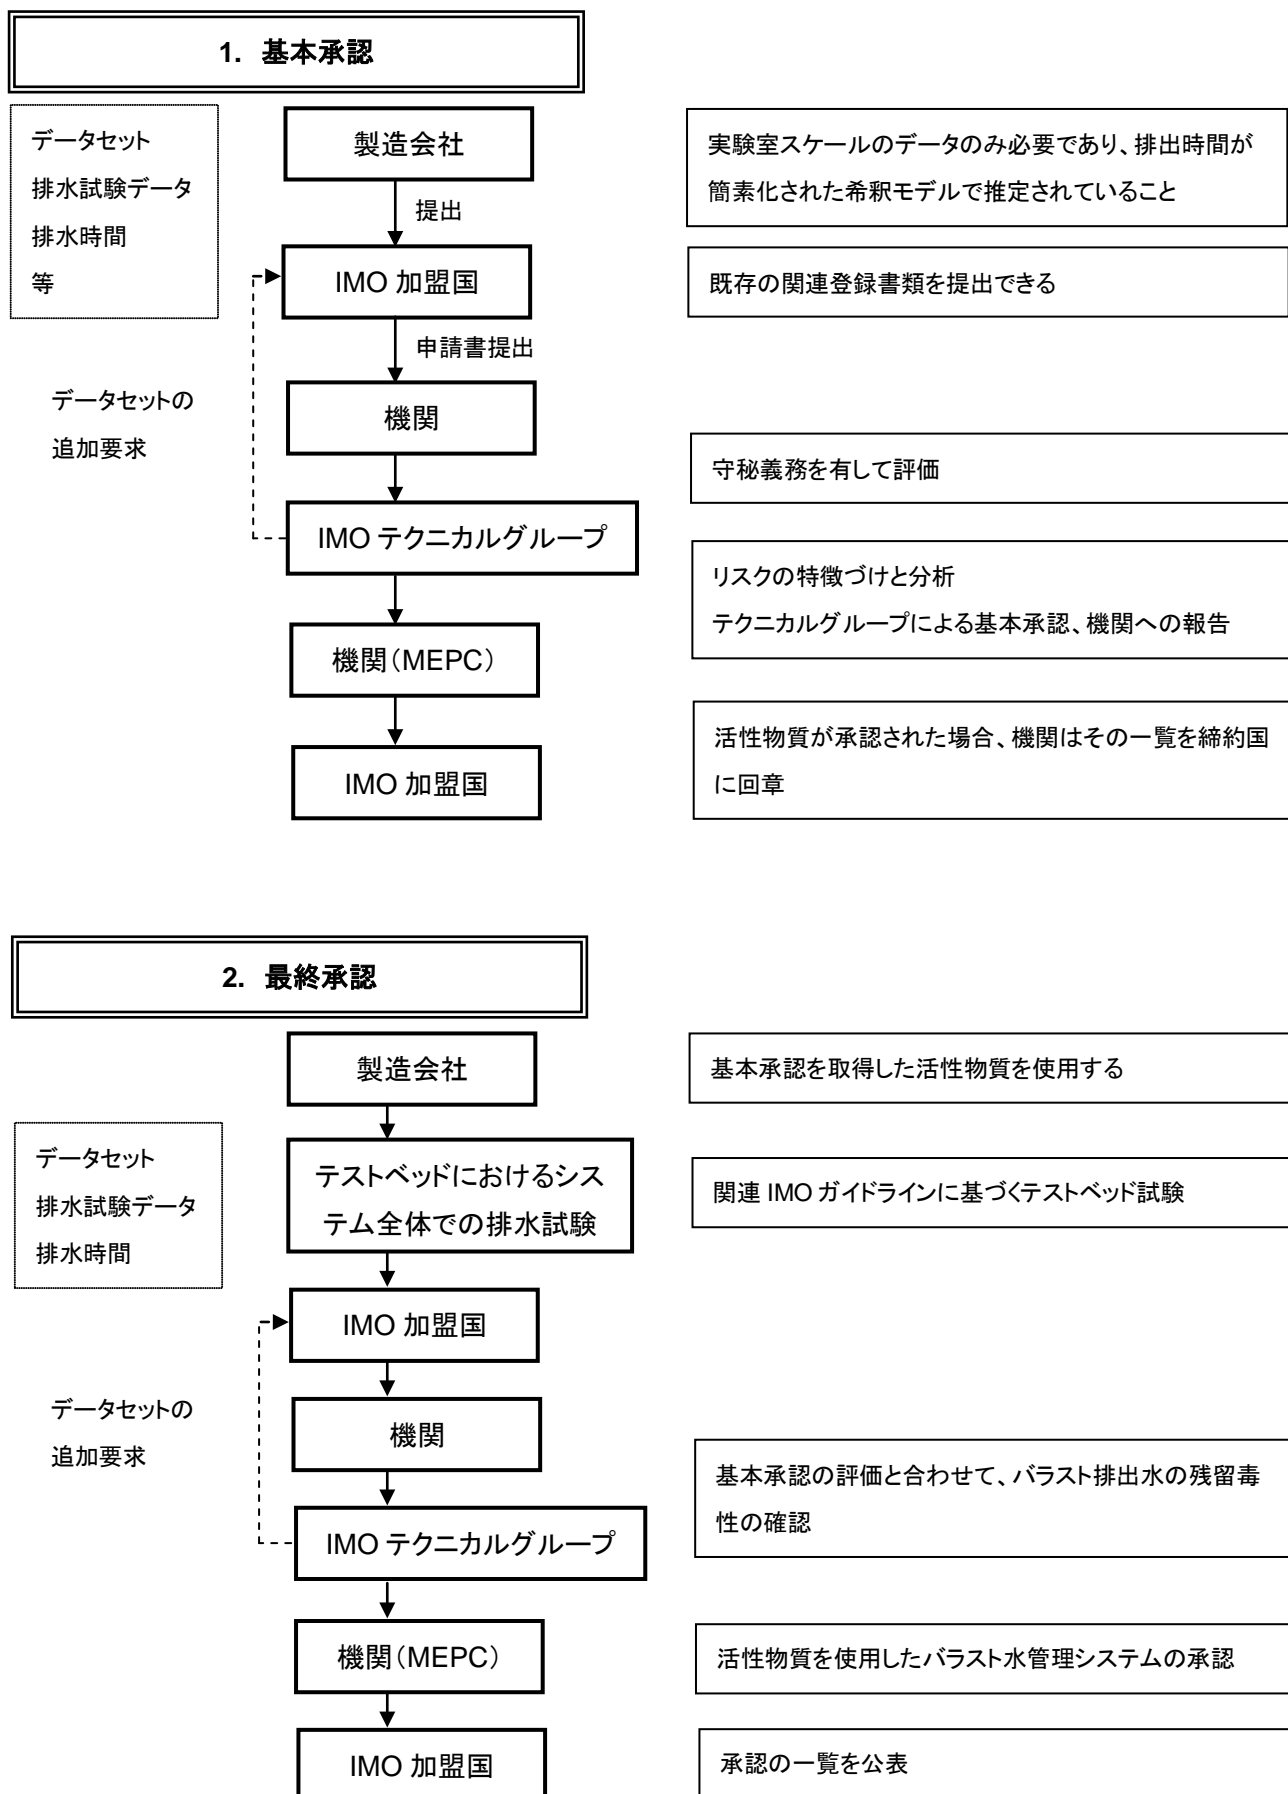 1. 基本承認
データセット
排水試験データ
排水時間
等
製造会社
提出
IMO 加盟国
申請書提出
機関
データセットの
追加要求
IMO テクニカルグループ
機関（MEPC）
IMO 加盟国
実験室スケールのデータのみ必要であり、排出時間が
簡素化された希釈モデルで推定されていること
既存の関連登録書類を提出できる
守秘義務を有して評価
リスクの特徴づけと分析
テクニカルグループによる基本承認、機関への報告
活性物質が承認された場合、機関はその一覧を締約国
に回章
2. 最終承認
製造会社
データセット
排水試験データ
排水時間
テストベッドにおけるシス
テム全体での排水試験
IMO 加盟国
データセットの
追加要求
機関
IMO テクニカルグループ
機関（MEPC）
IMO 加盟国
基本承認を取得した活性物質を使用する
関連 IMO ガイドラインに基づくテストベッド試験
基本承認の評価と合わせて、バラスト排出水の残留毒
性の確認
活性物質を使用したバラスト水管理システムの承認
承認の一覧を公表